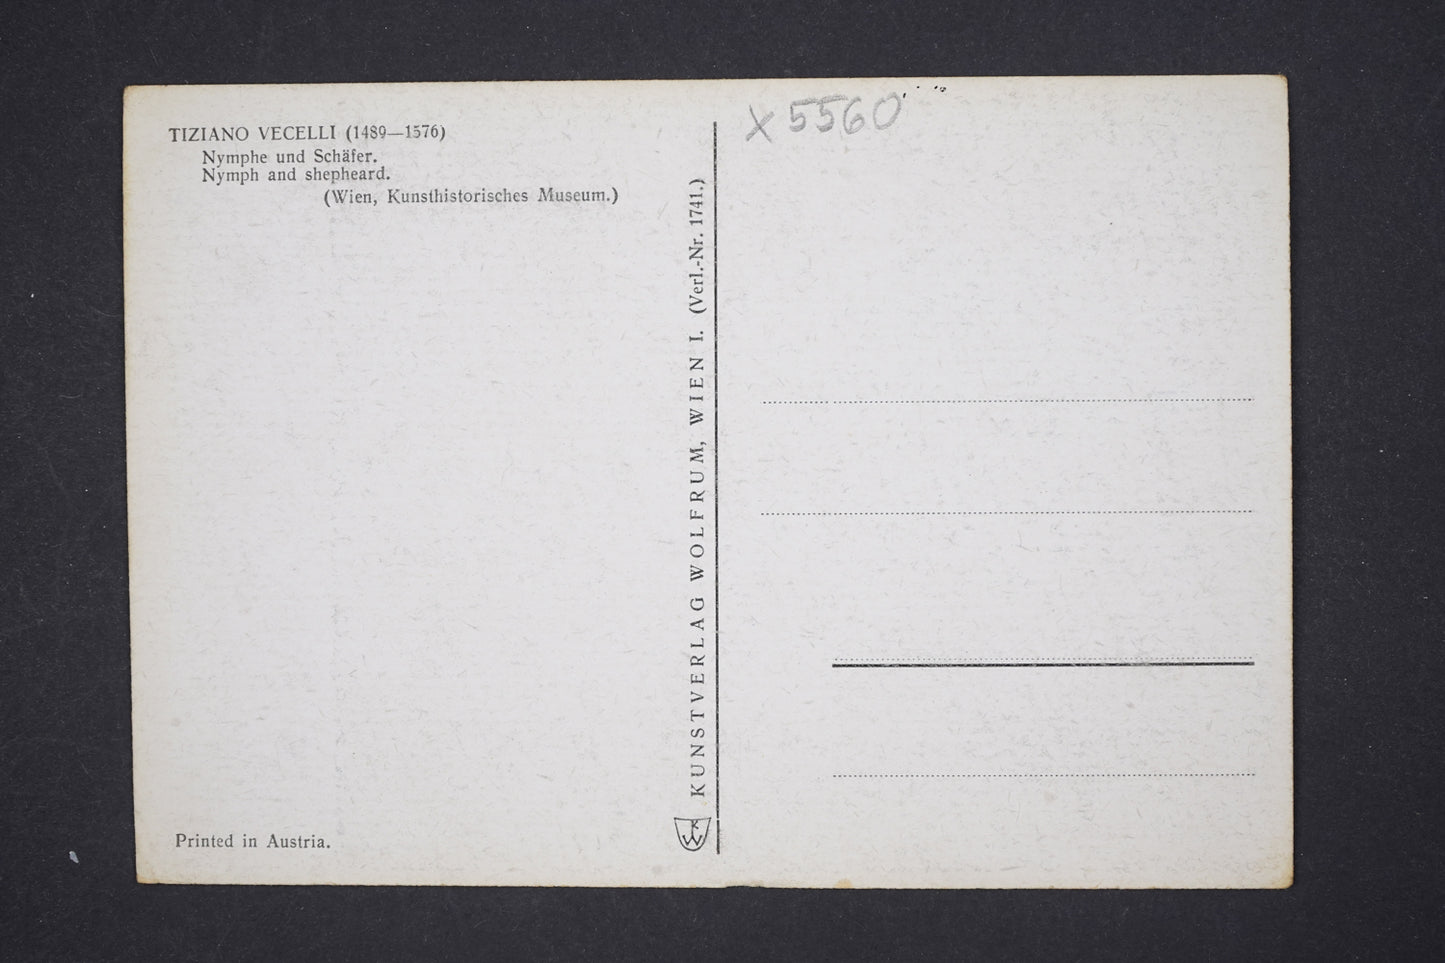 TIZIANO VECELLI (1489—1576)
Nymphe und Schäfer.
Nymph and shepheard.
(Wien, Kunsthistorisches Museum.)
Printed in Austria.
KUNSTVERLAG WOLFRUM, WIEN I. (Verl.-Nr. 1741.)
KW
X 5560